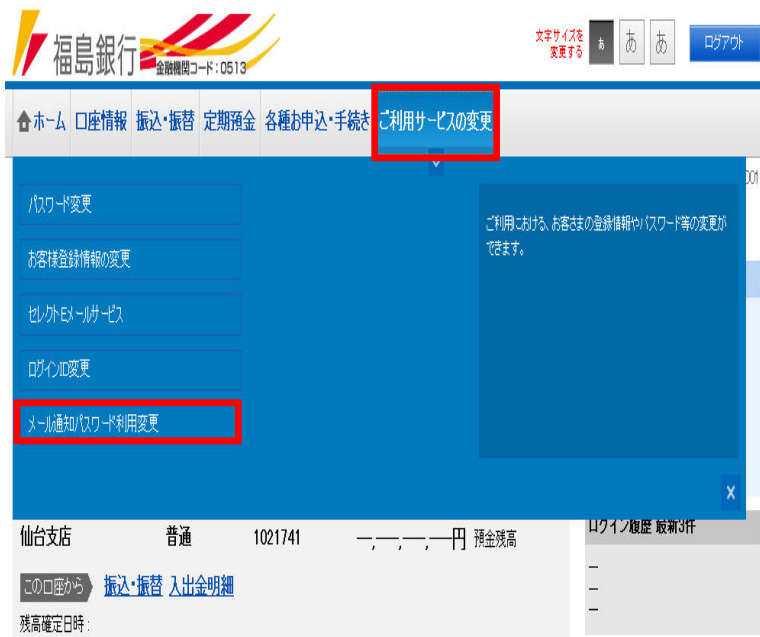 福島銀行 金融機関コード:0513
文字サイズを
変更する
あ あ あ
ログアウト
ホーム 口座情報 振込・振替 定期預金 各種お申込・手続き ご利用サービスの変更
001
パスワード変更
お客様登録情報の変更
セレクトEメールサービス
ログインID変更
メール通知パスワード利用変更
ご利用における、お客さまの登録情報やパスワード等の変更が
できます。
x
仙台支店 普通 1021741 ―,―,―,―円 預金残高
この口座から 振込・振替 入出金明細
残高確定日時:
ログイン履歴 最新3件
―
―
―